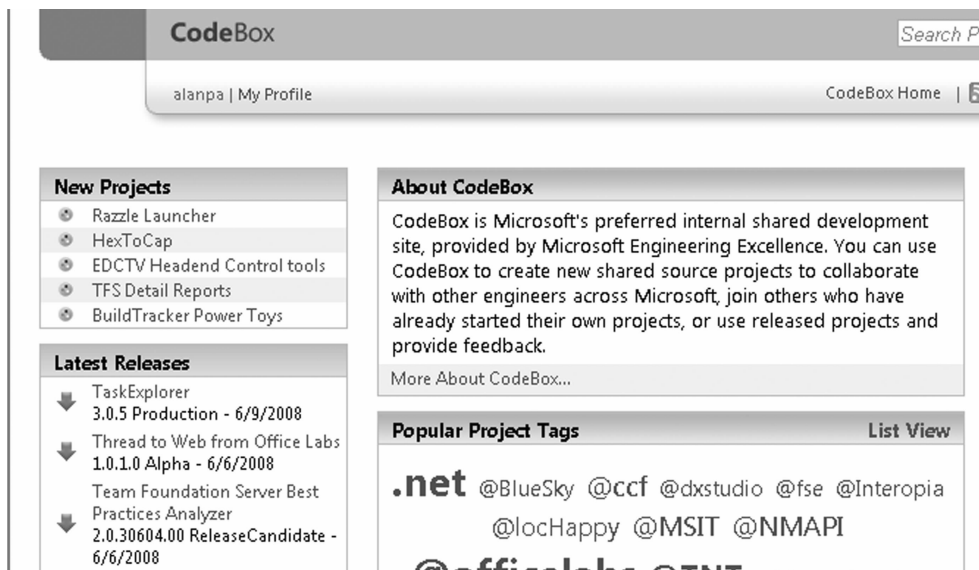 CodeBox
Search P
alanpa | My Profile
CodeBox Home |
New Projects
Razzle Launcher
HexToCap
EDCTV Headend Control tools
TFS Detail Reports
BuildTracker Power Toys
Latest Releases
TaskExplorer
3.0.5 Production - 6/9/2008
Thread to Web from Office Labs
1.0.1.0 Alpha - 6/6/2008
Team Foundation Server Best
Practices Analyzer
2.0.30604.00 ReleaseCandidate -
6/6/2008
About CodeBox
CodeBox is Microsoft's preferred internal shared development
site, provided by Microsoft Engineering Excellence. You can use
CodeBox to create new shared source projects to collaborate
with other engineers across Microsoft, join others who have
already started their own projects, or use released projects and
provide feedback.
More About CodeBox...
Popular Project Tags
List View
.net @BlueSky @ccf @dxstudio @fse @Interopia
@locHappy @MSIT @NMAPI
@officelabs @TNT